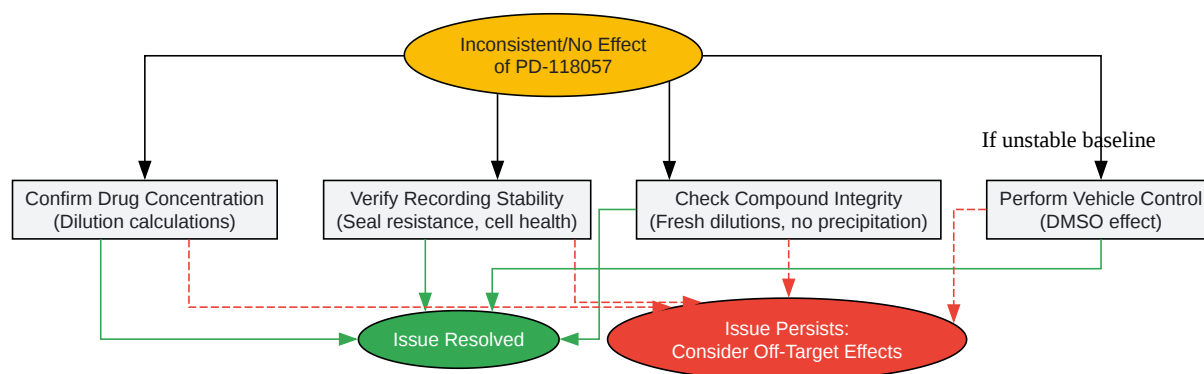 Inconsistent/No Effect
of PD-118057
If unstable baseline
Confirm Drug Concentration
(Dilution calculations)
Verify Recording Stability
(Seal resistance, cell health)
Check Compound Integrity
(Fresh dilutions, no precipitation)
Perform Vehicle Control
(DMSO effect)
Issue Resolved
Issue Persists:
Consider Off-Target Effects